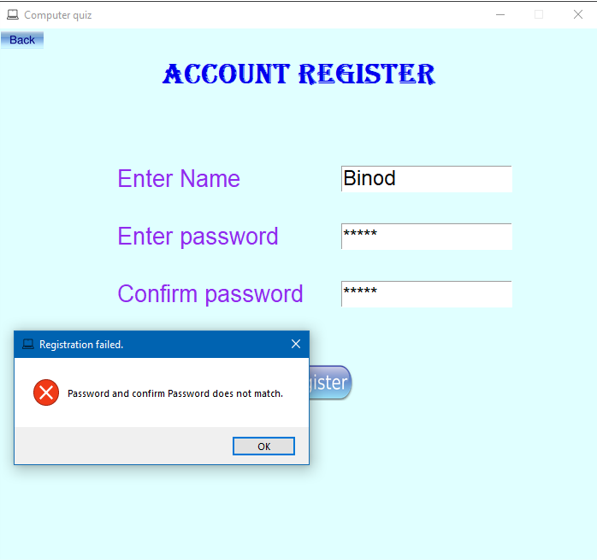 Computer quiz
Back
ACCOUNT REGISTER
Enter Name
Binod
Enter password
*****
Confirm password
*****
Registration failed.
Password and confirm Password does not match.
gister
OK